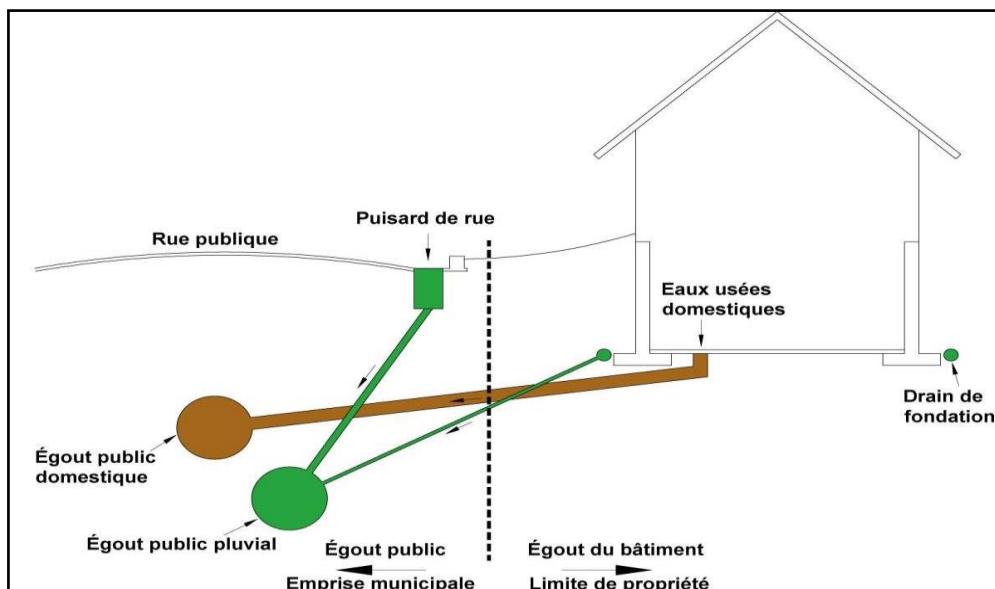 Puisard de rue
Rue publique
Eaux usées
domestiques
Drain de
fondation
Égout public
domestique
Égout public pluvial
Égout public
Emprise municipale
Égout du bâtiment
Limite de propriété